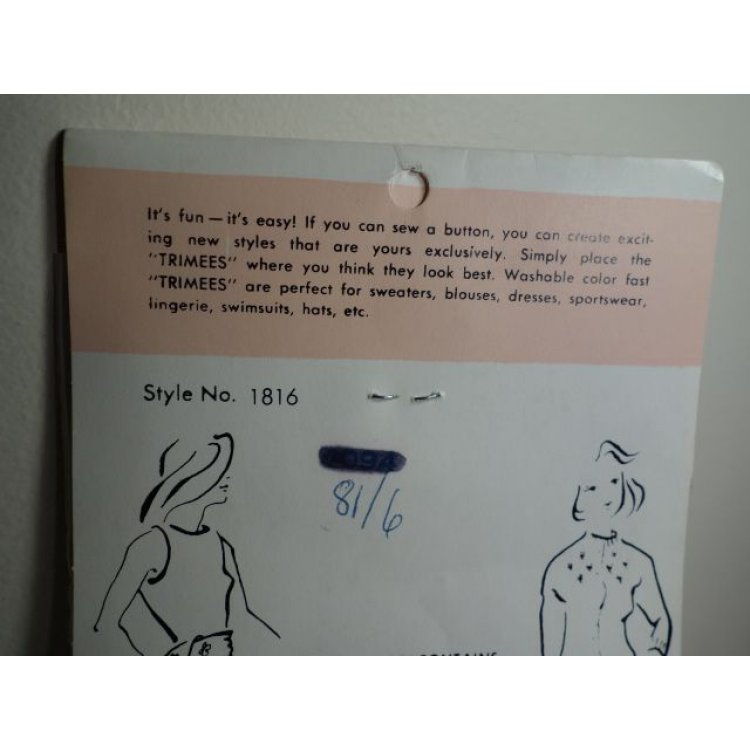 It's fun — it's easy! If you can sew a button, you can create excit-
ing new styles that are yours exclusively. Simply place the
"TRIMEES" where you think they look best. Washable color fast
"TRIMEES" are perfect for sweaters, blouses, dresses, sportswear,
lingerie, swimsuits, hats, etc.
Style No. 1816
81/6